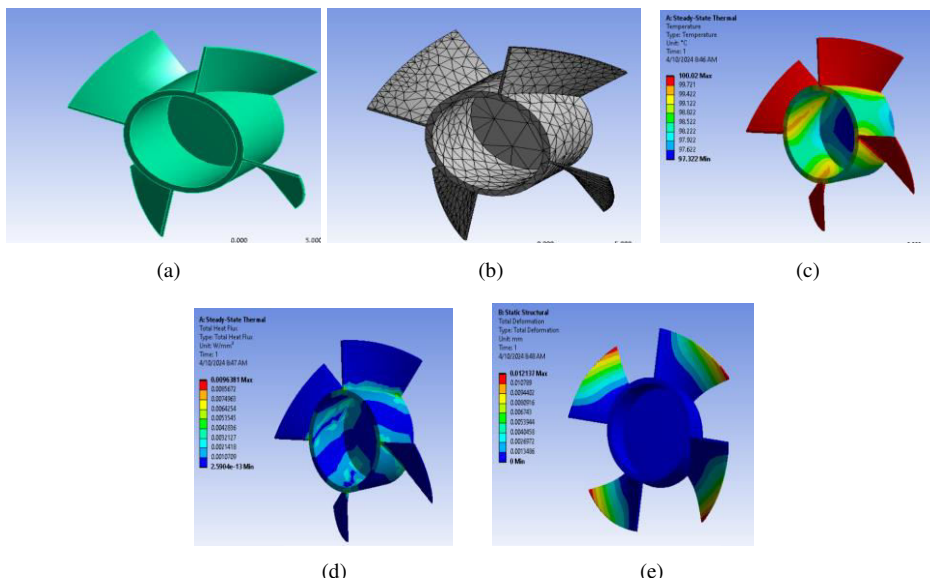 0.000 5.000
(a)
(b)
A: Steady-State Thermal
Temperature
Type: Temperature
Unit: °C
Time: 1
4/10/2024 8:46 AM
100.02 Max
99.721
99.422
99.122
98.822
98.522
98.222
97.922
97.622
97.322 Min
(c)
A: Steady-State Thermal
Total Heat Flux
Type: Total Heat Flux
Unit: W/mm²
Time: 1
4/10/2024 8:47 AM
0.0096381 Max
0.0085672
0.0074963
0.0064254
0.0053545
0.0042836
0.0032127
0.0021418
0.0010709
2.5904e-13 Min
(d)
B: Static Structural
Total Deformation
Type: Total Deformation
Unit: mm
Time: 1
4/10/2024 8:48 AM
0.012137 Max
0.010789
0.0094402
0.0080916
0.006743
0.0053944
0.0040458
0.0026972
0.0013486
0 Min
(e)